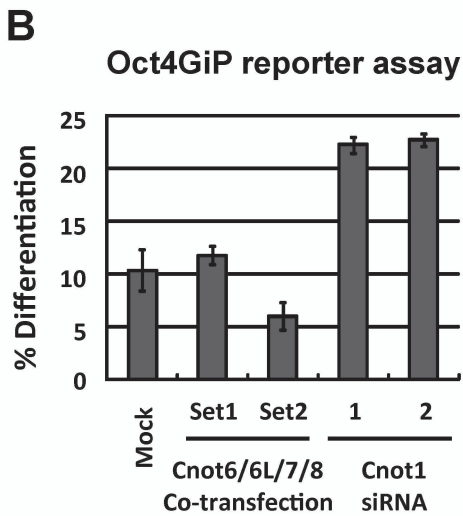 B
Oct4GiP reporter assay
% Differentiation
25
20
15
10
5
0
Mock
Set1 Set2 1 2
Cnot6/6L/7/8 Cnot1
Co-transfection siRNA